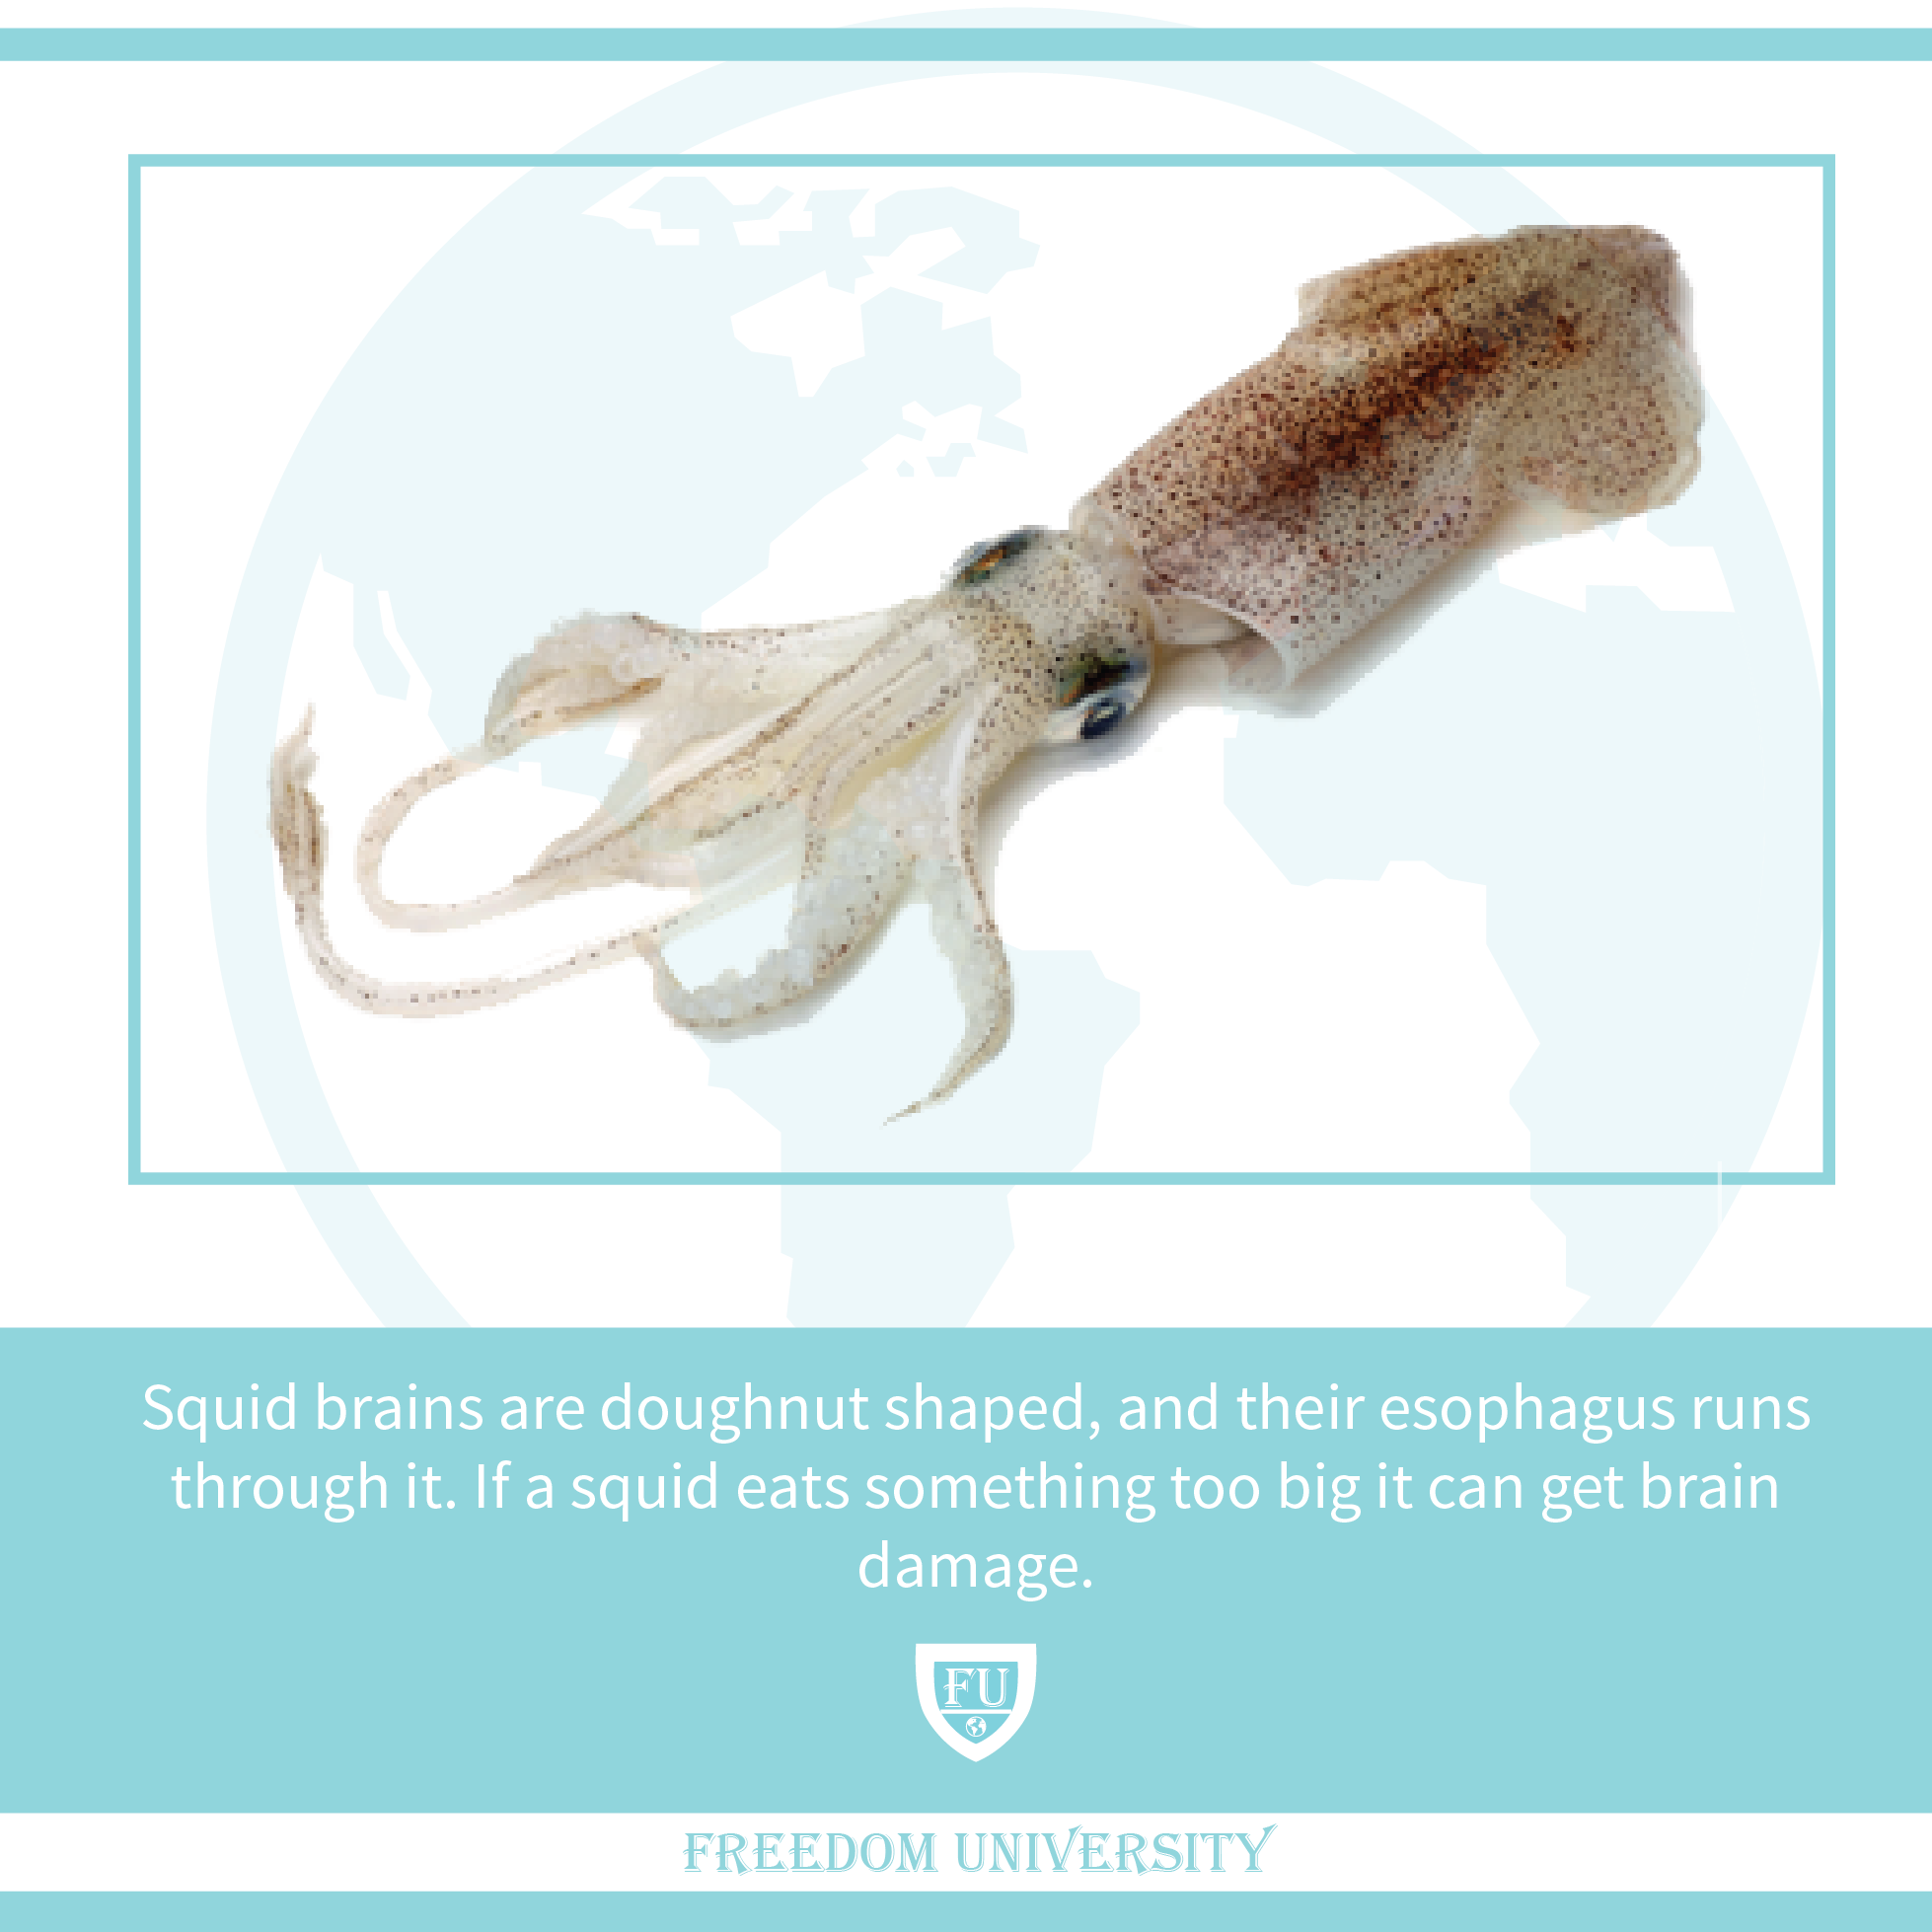 Squid brains are doughnut shaped, and their esophagus runs
through it. If a squid eats something too big it can get brain
damage.
FU
FREEDOM UNIVERSITY